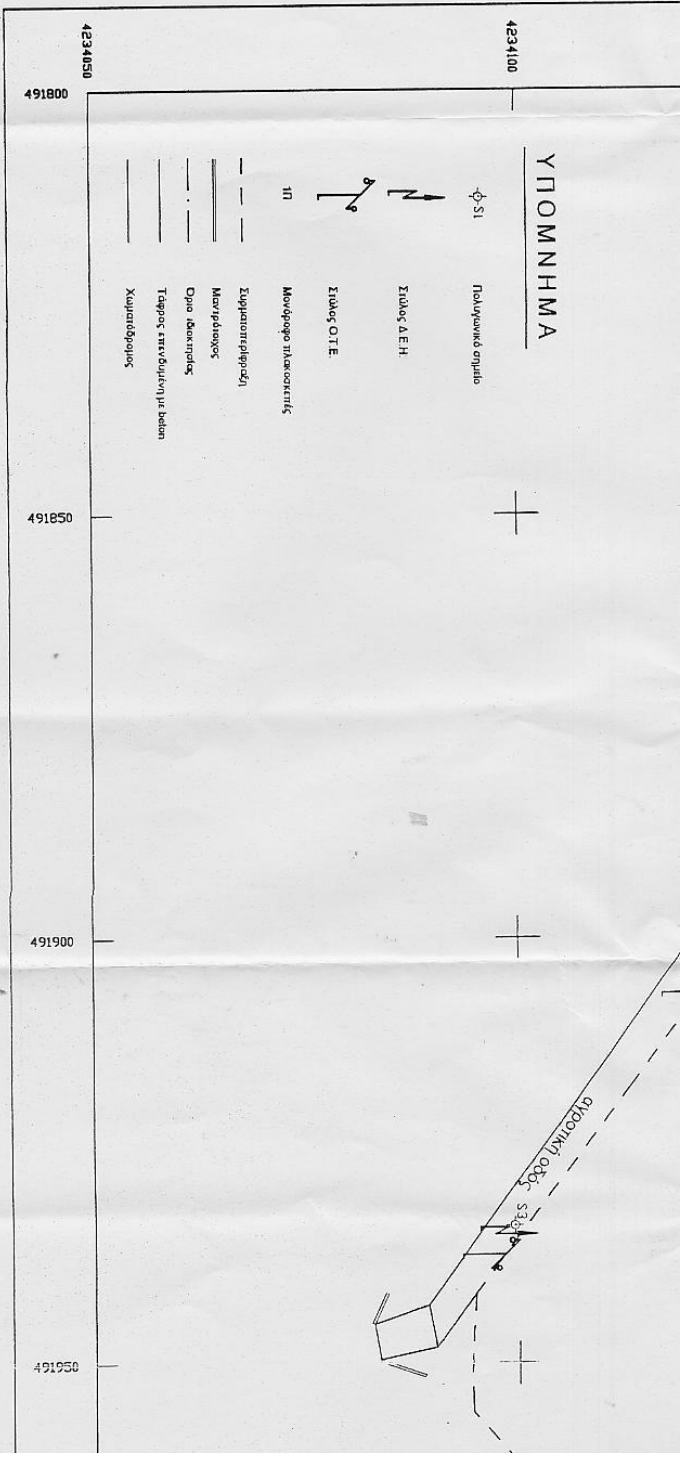 4234050
4234100
491800
491850
491900
491950
ΥΠΟΜΝΗΜΑ
S1 Πολυγωνικό σημείο
Στύλος Δ.Ε.Η.
Στύλος Ο.Τ.Ε.
1Π Μονόροφο πλακοσκεπές
Συρματοπερίφραξη
Μαντρότοιχος
Όριο ιδιοκτησίας
Τάφρος επενδυμένη με beton
Χωματόδρομος
αγροτική οδός
S3